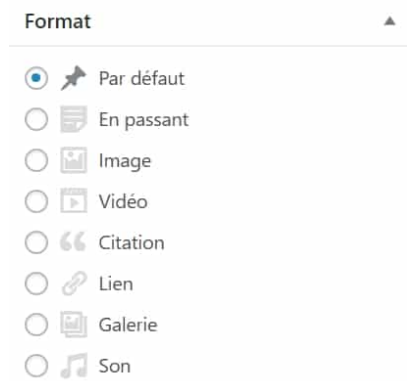 Format
Par défaut
En passant
Image
Vidéo
Citation
Lien
Galerie
Son